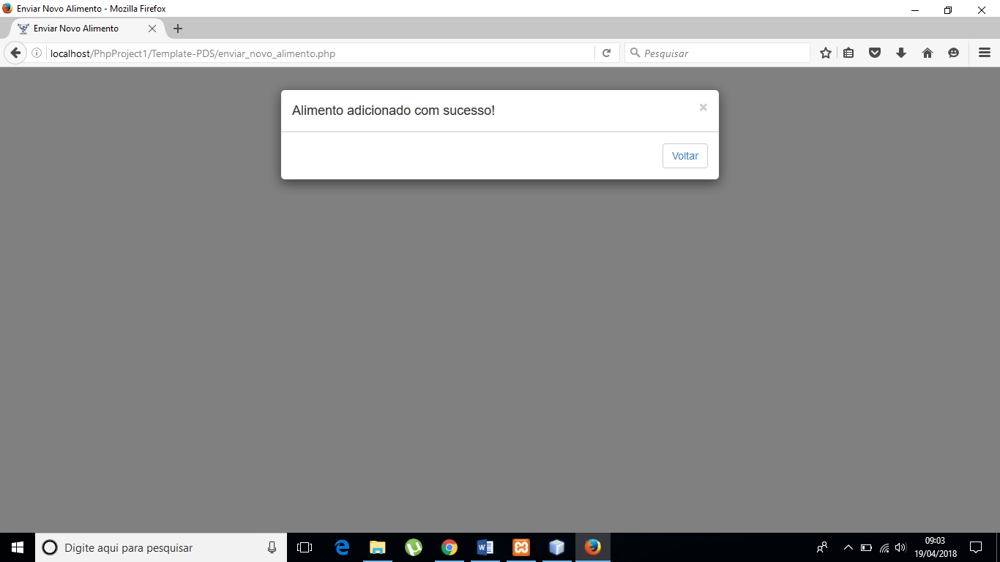 Enviar Novo Alimento - Mozilla Firefox
Enviar Novo Alimento
localhost/PhpProject1/Template-PDS/enviar_novo_alimento.php
Pesquisar
Alimento adicionado com sucesso!
Voltar
Digite aqui para pesquisar
09:03
19/04/2018